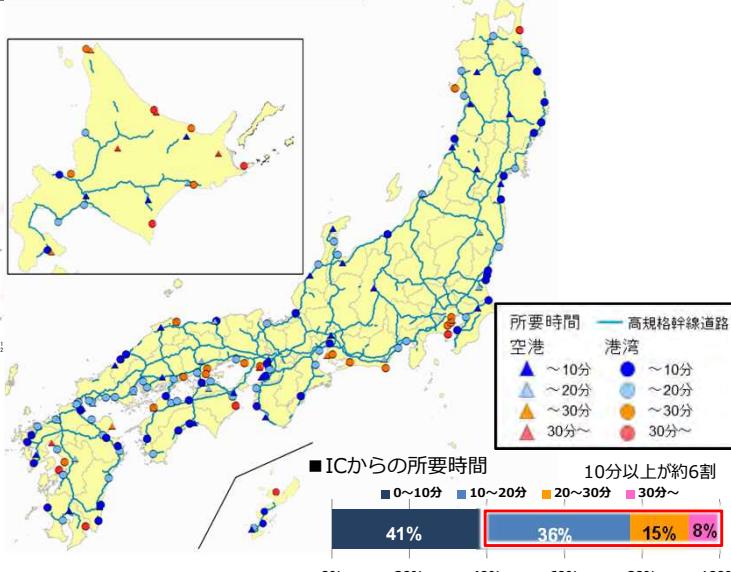 所要時間 高規格幹線道路
空港 港湾
～10分 ～10分
～20分 ～20分
～30分 ～30分
30分～ 30分～
■ICからの所要時間
10分以上が約6割
0～10分 10～20分 20～30分 30分～
41% 36% 15% 8%